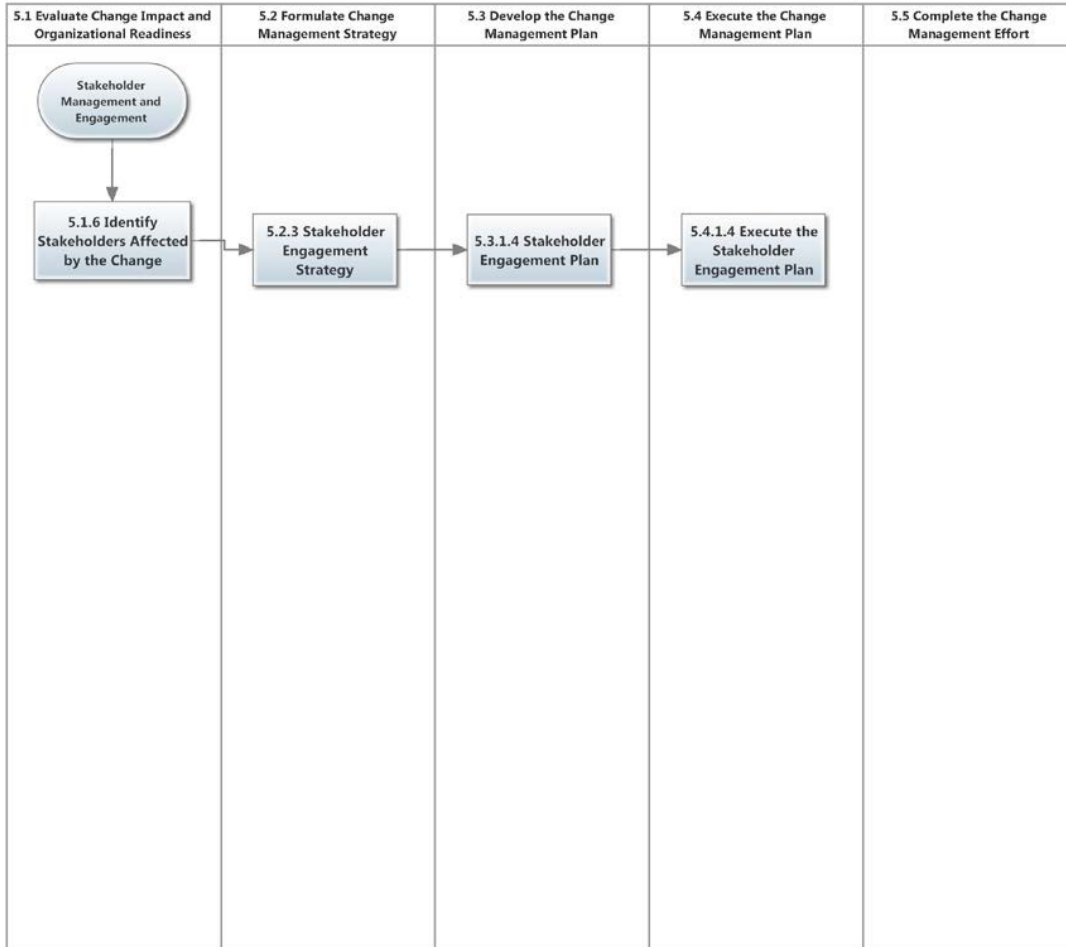 5.1 Evaluate Change Impact and
Organizational Readiness
5.2 Formulate Change
Management Strategy
5.3 Develop the Change
Management Plan
5.4 Execute the Change
Management Plan
5.5 Complete the Change
Management Effort
Stakeholder
Management and
Engagement
5.1.6 Identify
Stakeholders Affected
by the Change
5.2.3 Stakeholder
Engagement
Strategy
5.3.1.4 Stakeholder
Engagement Plan
5.4.1.4 Execute the
Stakeholder
Engagement Plan